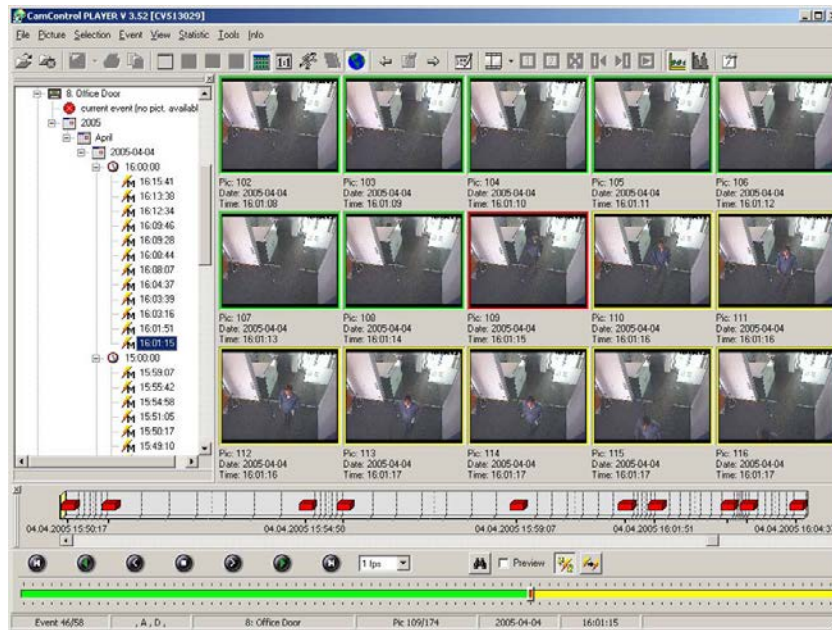 CamControl PLAYER V 3.52 [CV513029]
File Picture Selection Event View Statistic Tools Info
8. Office Door
current event (no pict. availabl
2005
April
2005-04-04
16:00:00
16:15:41
16:13:38
16:12:34
16:09:46
16:09:28
16:08:44
16:08:07
16:04:37
16:03:39
16:03:16
16:01:51
16:01:15
15:00:00
15:59:07
15:55:42
15:54:58
15:51:05
15:50:17
15:49:10
Pic: 102
Date: 2005-04-04
Time: 16:01:08
Pic: 103
Date: 2005-04-04
Time: 16:01:09
Pic: 104
Date: 2005-04-04
Time: 16:01:10
Pic: 105
Date: 2005-04-04
Time: 16:01:11
Pic: 106
Date: 2005-04-04
Time: 16:01:12
Pic: 107
Date: 2005-04-04
Time: 16:01:13
Pic: 108
Date: 2005-04-04
Time: 16:01:14
Pic: 109
Date: 2005-04-04
Time: 16:01:15
Pic: 110
Date: 2005-04-04
Time: 16:01:16
Pic: 111
Date: 2005-04-04
Time: 16:01:16
Pic: 112
Date: 2005-04-04
Time: 16:01:16
Pic: 113
Date: 2005-04-04
Time: 16:01:17
Pic: 114
Date: 2005-04-04
Time: 16:01:17
Pic: 115
Date: 2005-04-04
Time: 16:01:17
Pic: 116
Date: 2005-04-04
Time: 16:01:17
04.04.2005 15:50:17 04.04.2005 15:54:50 04.04.2005 15:59:07 04.04.2005 16:01:51 04.04.2005 16:04:3
1 fps Preview
Event 46/58 , A , D , 8: Office Door Pic 109/174 2005-04-04 16:01:15